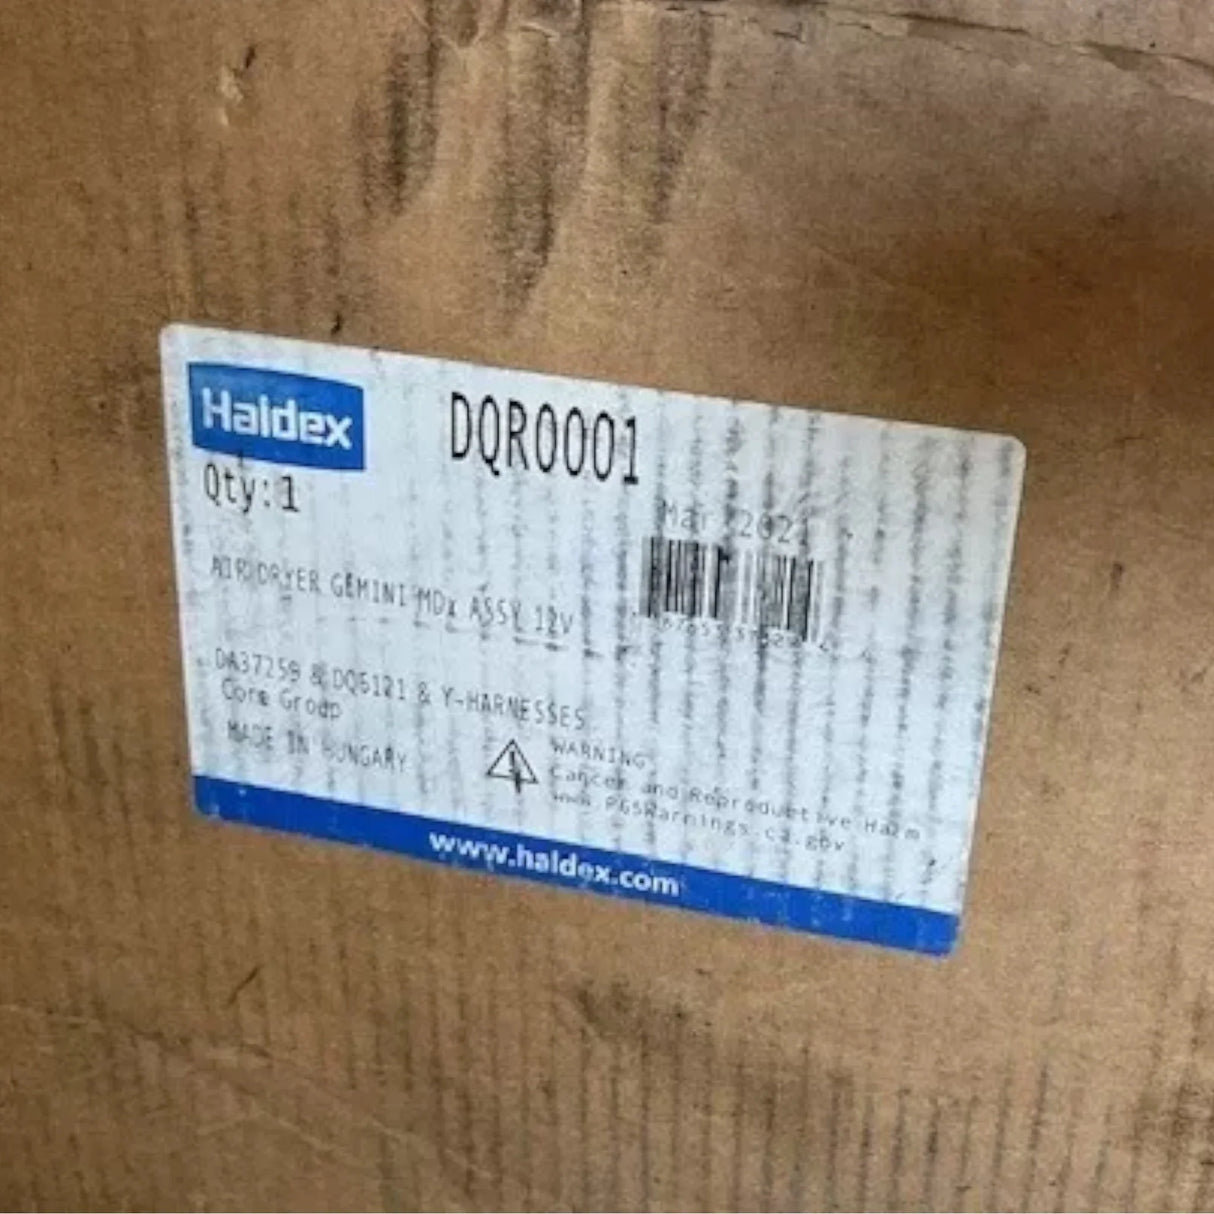 Haldex
DQR0001
Qty: 1
Mar 2021
AIR DRYER GEMINI MDx ASSY 12V
DA37259 & DQ6121 & Y-HARNESSES
Core Group
MADE IN HUNGARY
WARNING
Cancer and Reproductive Harm
www.P65Warnings.ca.gov
www.haldex.com